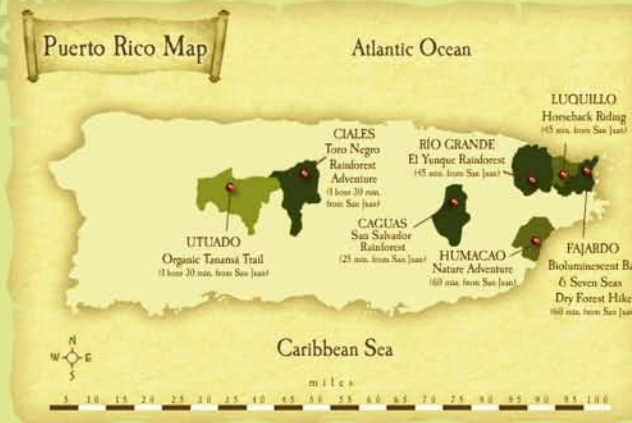 Puerto Rico Map
Atlantic Ocean
LUQUILLO
Horseback Riding
(45 min. from San Juan)
CIALES
Toro Negro
Rainforest
Adventure
(1 hour 30 min.
from San Juan)
RÍO GRANDE
El Yunque Rainforest
(45 min. from San Juan)
UTUADO
Organic Tanamá Trail
(1 hour 30 min. from San Juan)
CAGUAS
San Salvador
Rainforest
(25 min. from San Juan)
HUMACAO
Nature Adventure
(60 min. from San Juan)
FAJARDO
Bioluminescent Ba
& Seven Seas
Dry Forest Hike
(60 min. from San Juan
Caribbean Sea
N
W E
S
miles
5 10 15 20 25 30 35 40 45 50 55 60 65 70 75 80 85 90 95 100